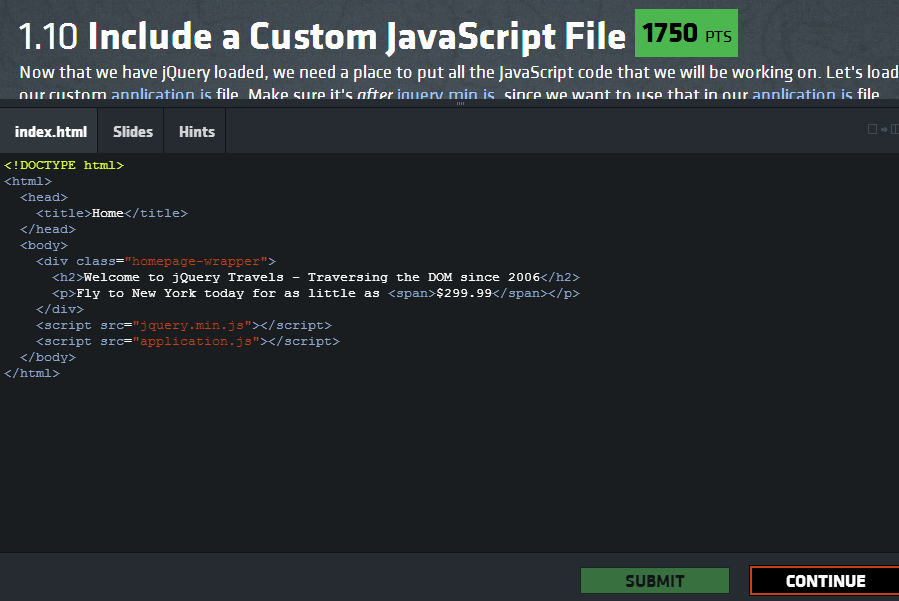 1.10 Include a Custom JavaScript File 1750 PTS
Now that we have jQuery loaded, we need a place to put all the JavaScript code that we will be working on. Let's load
our custom application.js file. Make sure it's after jquery.min.js, since we want to use that in our application.js file.
index.html Slides Hints
<!DOCTYPE html>
<html>
<head>
<title>Home</title>
</head>
<body>
<div class="homepage-wrapper">
<h2>Welcome to jQuery Travels - Traversing the DOM since 2006</h2>
<p>Fly to New York today for as little as <span>$299.99</span></p>
</div>
<script src="jquery.min.js"></script>
<script src="application.js"></script>
</body>
</html>
SUBMIT CONTINUE